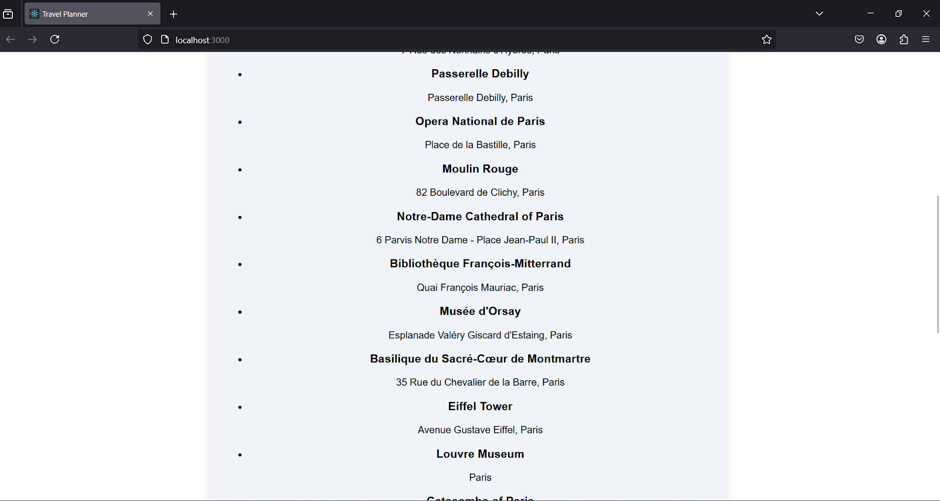 Travel Planner
localhost:3000
Passerelle Debilly
Passerelle Debilly, Paris
Opera National de Paris
Place de la Bastille, Paris
Moulin Rouge
82 Boulevard de Clichy, Paris
Notre-Dame Cathedral of Paris
6 Parvis Notre Dame - Place Jean-Paul II, Paris
Bibliothèque François-Mitterrand
Quai François Mauriac, Paris
Musée d'Orsay
Esplanade Valéry Giscard d'Estaing, Paris
Basilique du Sacré-Cœur de Montmartre
35 Rue du Chevalier de la Barre, Paris
Eiffel Tower
Avenue Gustave Eiffel, Paris
Louvre Museum
Paris
Catacombs of Paris